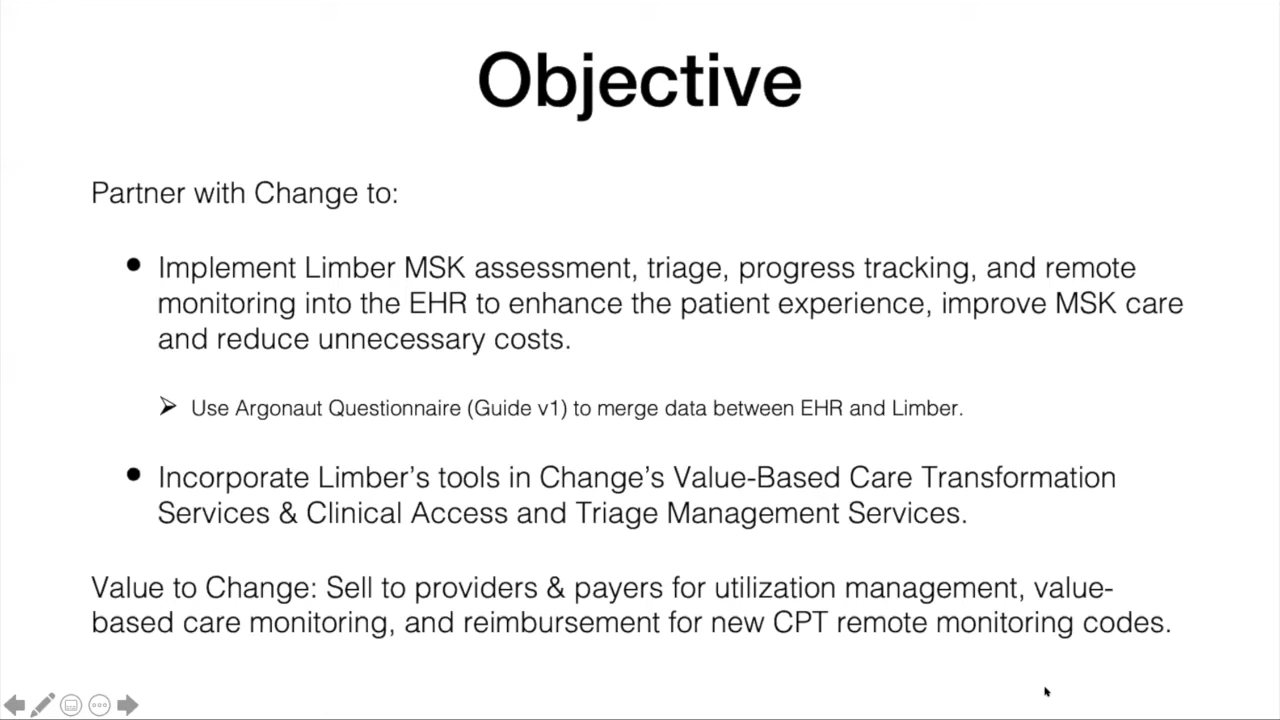 Objective
Partner with Change to:
● Implement Limber MSK assessment, triage, progress tracking, and remote
monitoring into the EHR to enhance the patient experience, improve MSK care
and reduce unnecessary costs.
➢ Use Argonaut Questionnaire (Guide v1) to merge data between EHR and Limber.
● Incorporate Limber’s tools in Change’s Value-Based Care Transformation
Services & Clinical Access and Triage Management Services.
Value to Change: Sell to providers & payers for utilization management, value-
based care monitoring, and reimbursement for new CPT remote monitoring codes.